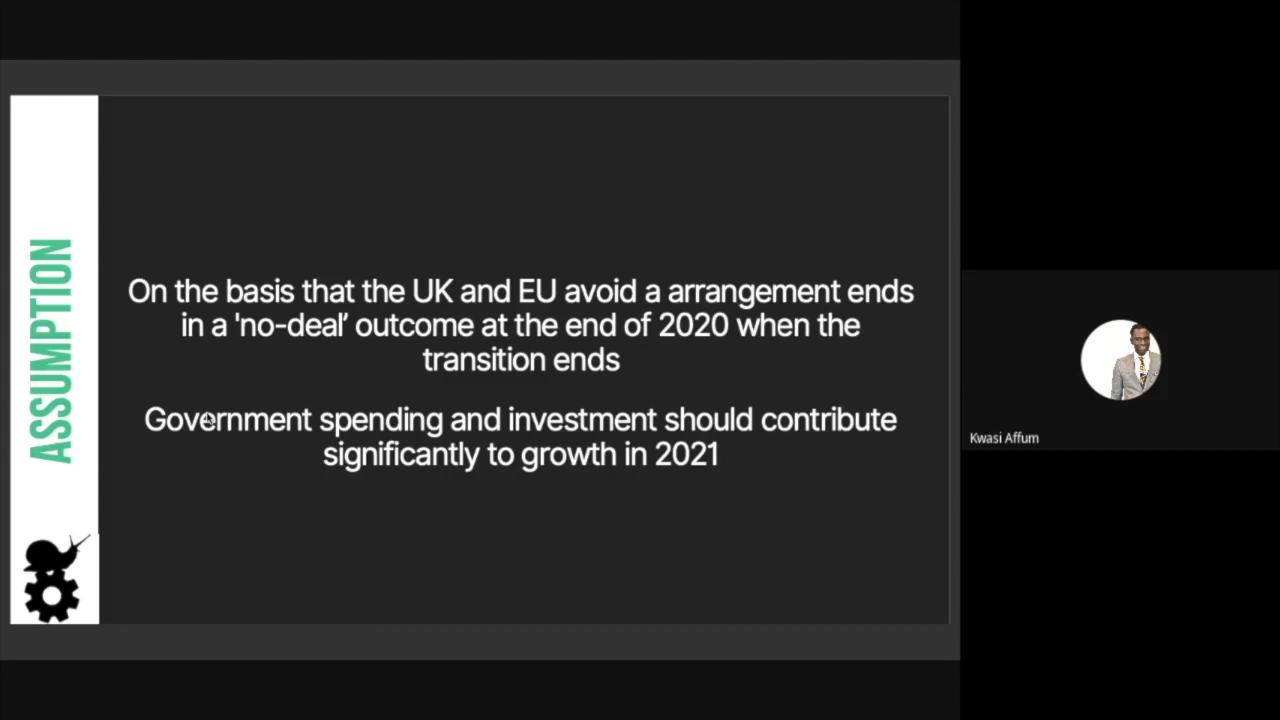 ASSUMPTION
On the basis that the UK and EU avoid a arrangement ends
in a 'no-deal’ outcome at the end of 2020 when the
transition ends
Government spending and investment should contribute
significantly to growth in 2021
Kwasi Affum